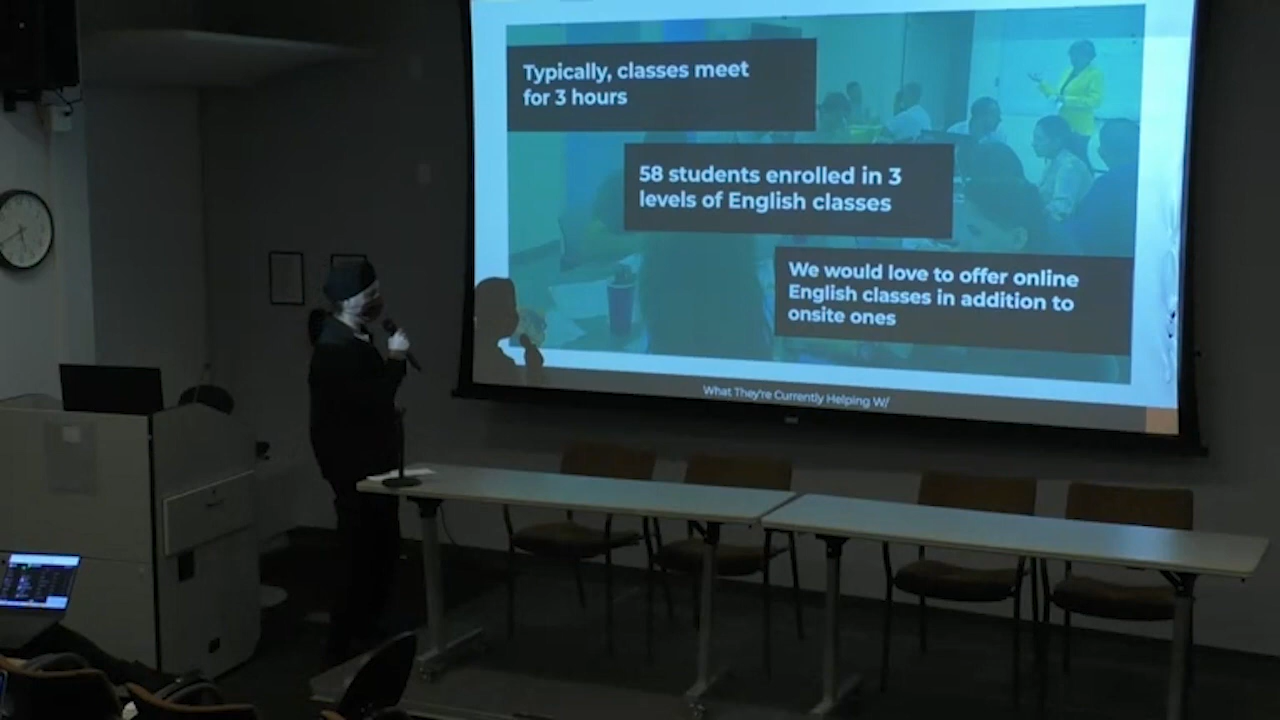 Typically, classes meet
for 3 hours
58 students enrolled in 3
levels of English classes
We would love to offer online
English classes in addition to
onsite ones
What They're Currently Helping W/